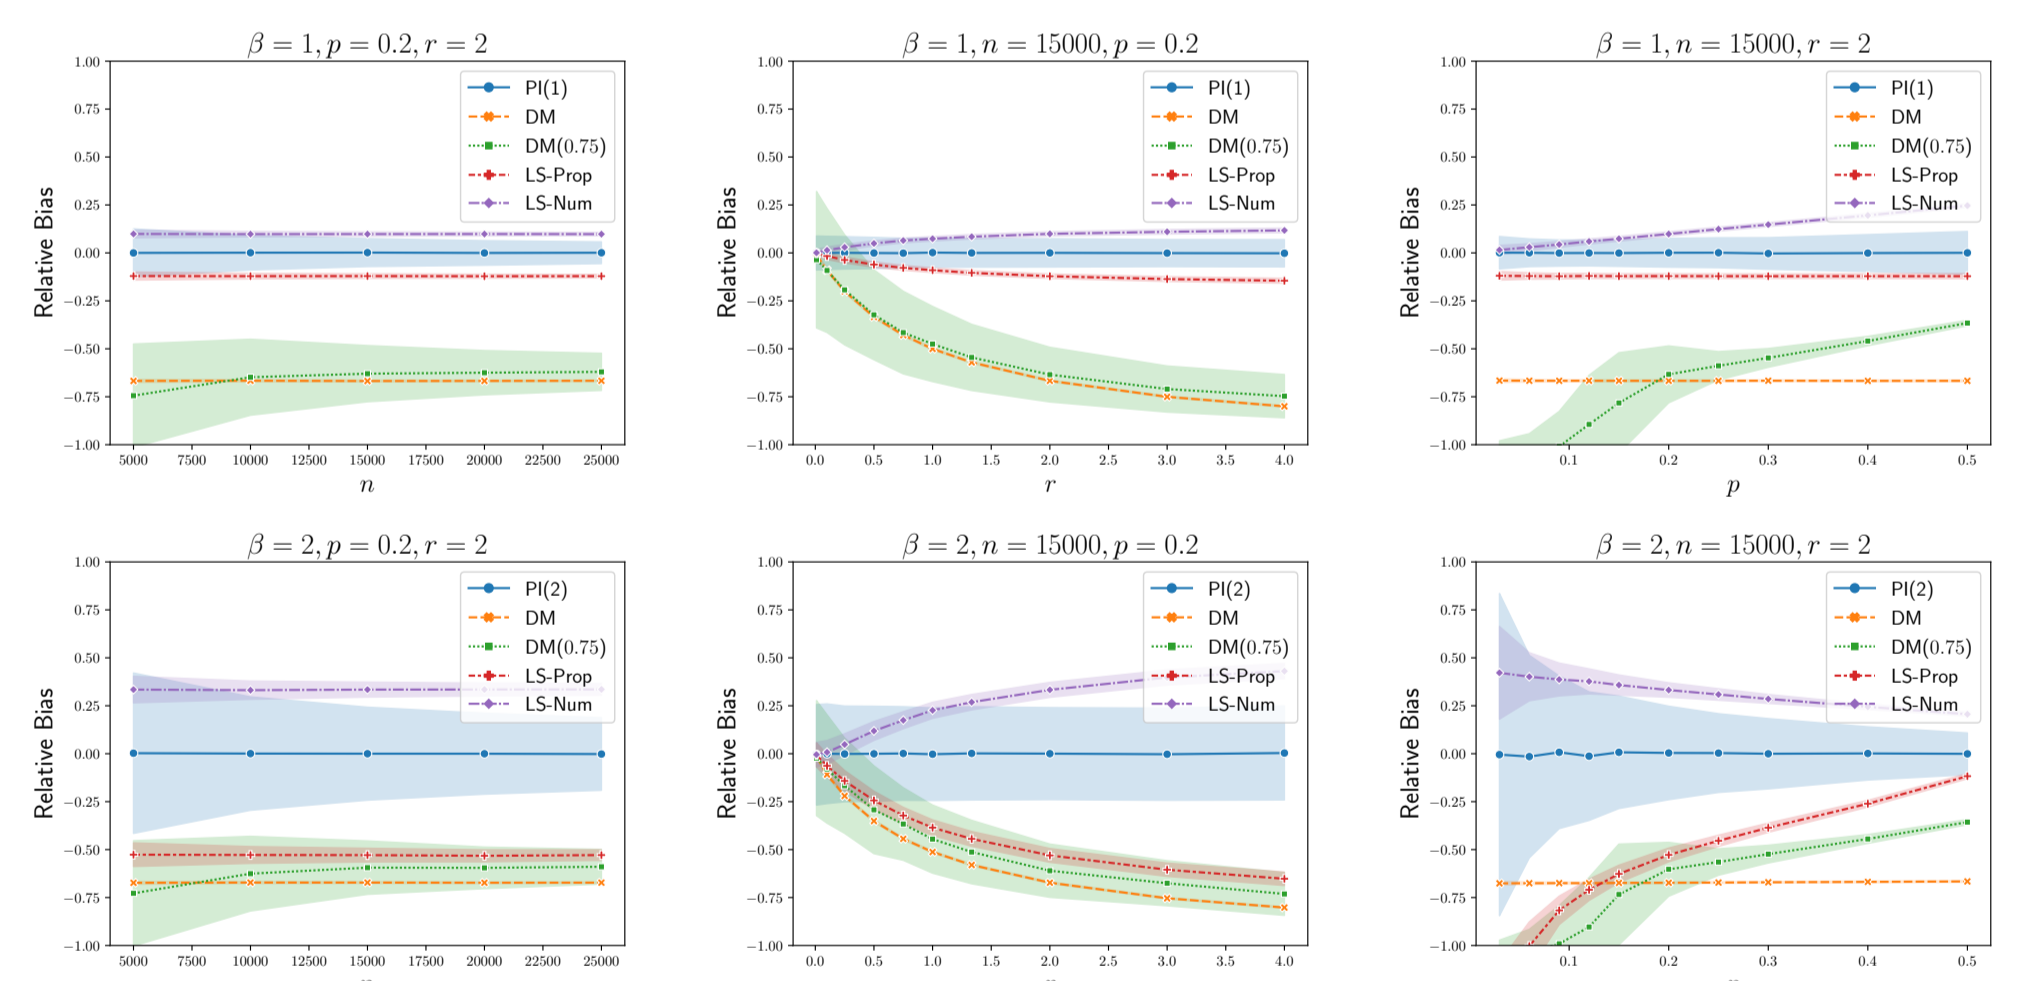 β = 1, p = 0.2, r = 2
1.00
0.75
0.50
0.25
0.00
−0.25
−0.50
−0.75
−1.00
Relative Bias
PI(1)
DM
DM(0.75)
LS-Prop
LS-Num
5000 7500 10000 12500 15000 17500 20000 22500 25000
n
β = 1, n = 15000, p = 0.2
1.00
0.75
0.50
0.25
0.00
−0.25
−0.50
−0.75
−1.00
Relative Bias
PI(1)
DM
DM(0.75)
LS-Prop
LS-Num
0.0 0.5 1.0 1.5 2.0 2.5 3.0 3.5 4.0
r
β = 1, n = 15000, r = 2
1.00
0.75
0.50
0.25
0.00
−0.25
−0.50
−0.75
−1.00
Relative Bias
PI(1)
DM
DM(0.75)
LS-Prop
LS-Num
0.1 0.2 0.3 0.4 0.5
p
β = 2, p = 0.2, r = 2
1.00
0.75
0.50
0.25
0.00
−0.25
−0.50
−0.75
−1.00
Relative Bias
PI(2)
DM
DM(0.75)
LS-Prop
LS-Num
5000 7500 10000 12500 15000 17500 20000 22500 25000
β = 2, n = 15000, p = 0.2
1.00
0.75
0.50
0.25
0.00
−0.25
−0.50
−0.75
−1.00
Relative Bias
PI(2)
DM
DM(0.75)
LS-Prop
LS-Num
0.0 0.5 1.0 1.5 2.0 2.5 3.0 3.5 4.0
β = 2, n = 15000, r = 2
1.00
0.75
0.50
0.25
0.00
−0.25
−0.50
−0.75
−1.00
Relative Bias
PI(2)
DM
DM(0.75)
LS-Prop
LS-Num
0.1 0.2 0.3 0.4 0.5